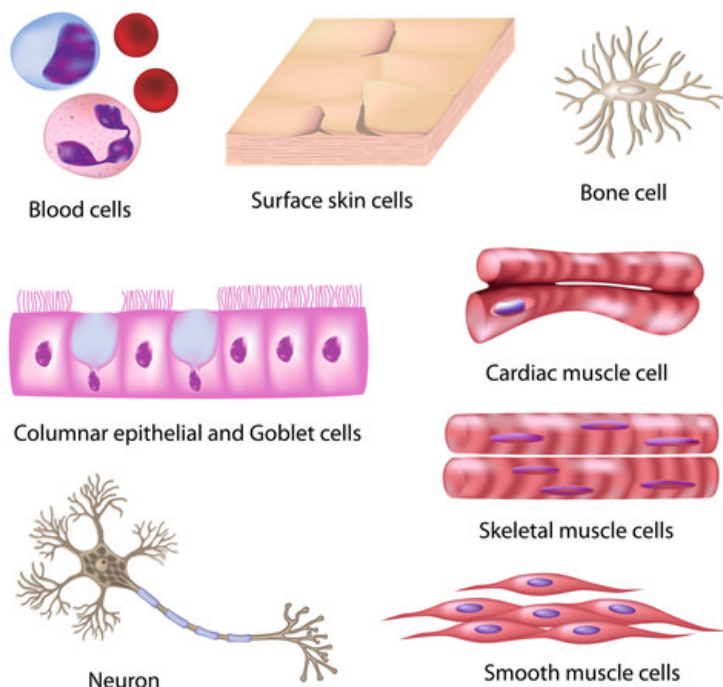 Blood cells
Surface skin cells
Bone cell
Columnar epithelial and Goblet cells
Cardiac muscle cell
Skeletal muscle cells
Neuron
Smooth muscle cells